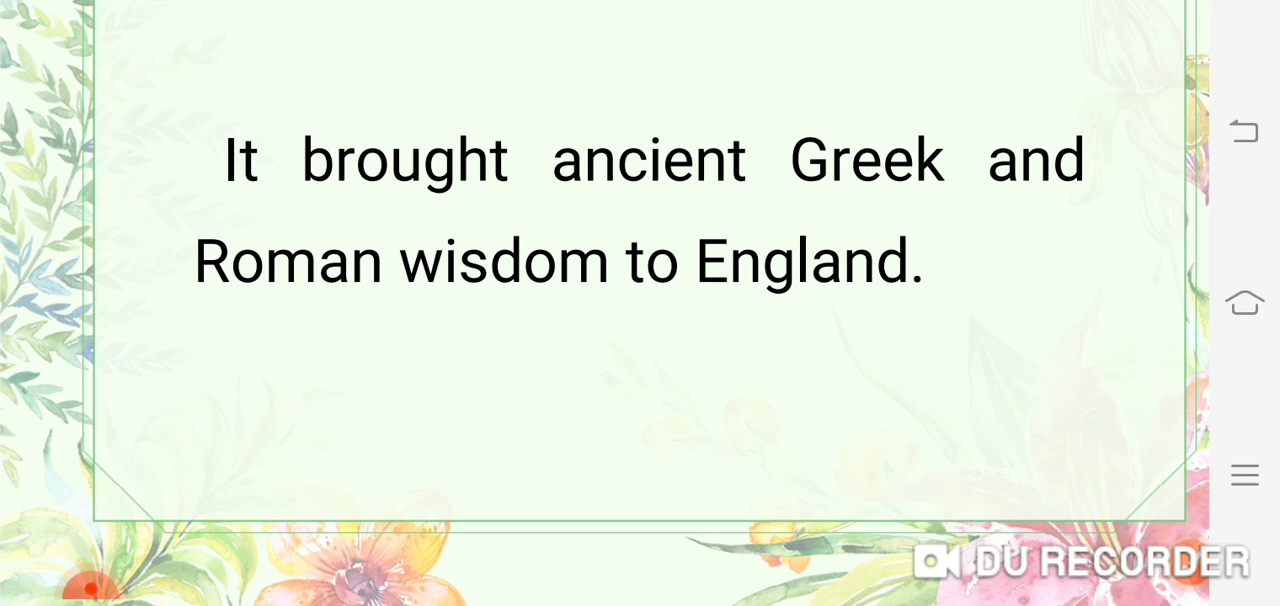 It brought ancient Greek and
Roman wisdom to England.
DU RECORDER